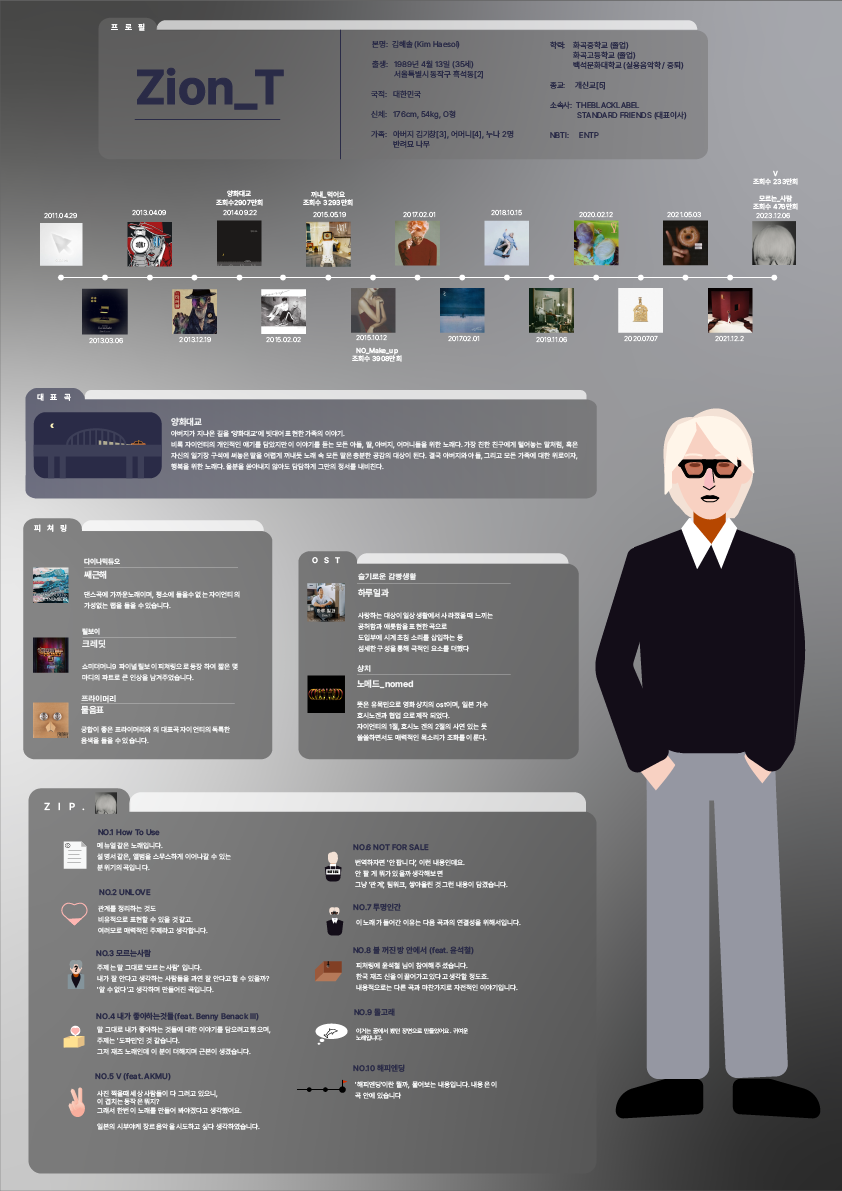 프 로 필
Zion_T
본명: 김해솔 (Kim Haesol)
출생: 1989년 4월 13일 (35세)
서울특별시 동작구 흑석동[2]
국적: 대한민국
신체: 176cm, 54kg, O형
가족: 아버지 김기창[3], 어머니[4], 누나 2명
반려묘 나무
학력: 화곡중학교 (졸업)
화곡고등학교 (졸업)
백석문화대학교 (실용음악학 / 중퇴)
종교: 개신교[5]
소속사: THEBLACKLABEL
STANDARD FRIENDS (대표이사)
NBTI: ENTP
2011.04.29
2013.04.09
양화대교
조회수2907만회
2014.09.22
꺼내_먹어요
조회수 3293만회
2015.05.19
2017.02.01
2018.10.15
2020.02.12
2021.05.03
V
조회수 233만회
모르는_사람
조회수 476만회
2023.12.06
2013.03.06
2013.12.19
2015.02.02
2015.10.12
NO_Make_up
조회수 3908만회
2017.02.01
2019.11.06
2020.07.07
2021.12.2
대 표 곡
양화대교
아버지가 지나온 길을 '양화대교'에 빗대어 표현한 가족의 이야기.
비록 자이언티의 개인적인 얘기를 담았지만 이 이야기를 듣는 모든 아들, 딸, 아버지, 어머니들을 위한 노래다. 가장 친한 친구에게 털어놓는 말처럼, 혹은
자신의 일기장 구석에 써놓은 말을 어렵게 꺼내듯 노래 속 모든 말은 충분한 공감의 대상이 된다. 결국 아버지와 아들, 그리고 모든 가족에 대한 위로이자,
행복을 위한 노래다. 울분을 쏟아내지 않아도 담담하게 그만의 정서를 내비친다.
피 쳐 링
다이나믹듀오
쌔근해
댄스곡에 가까운노래이며, 평소에 들을수 없는 자이언티의
가성없는 랩을 들을 수 있습니다.
릴보이
크레딧
쇼미더머니9 파이널 릴보이 피처링으로 등장 하여 짧은 몇
마디의 파트로 큰 인상을 남겨주었습니다.
프라이머리
물음표
궁합이 좋은 프라이머리와 의 대표곡 자이언티의 독특한
음색을 들을 수 있습니다.
O S T
슬기로운 감빵생활
하루일과
사랑하는 대상이 일상 생활에서 사라졌을 때 느끼는
공허함과 애틋함을 표현한 곡으로
도입부에 시계 초침 소리를 삽입하는 등
섬세한 구성을 통해 극적인 요소를 더했다
상치
노메드_nomed
뜻은 유목민으로 영화 상치의 ost이며, 일본 가수
호시노겐과 협업 으로 제작 되었다.
자이언티의 1절, 호시노 겐의 2절의 사연 있는 듯
쓸쓸하면서도 매력적인 목소리가 조화를 이룬다.
Z I P .
NO.1 How To Use
메뉴얼 같은 노래입니다.
설명서 같은, 앨범을 스무스하게 이어나갈 수 있는
분위기의 곡입니다.
NO.2 UNLOVE
관계를 정리하는 것도
비유적으로 표현할 수 있을 것 같고.
여러모로 매력적인 주제라고 생각합니다.
NO.3 모르는사람
주제는 말 그대로 '모르는 사람' 입니다.
내가 잘 안다고 생각하는 사람들을 과연 잘 안다고 할 수 있을까?
'알 수 없다'고 생각하며 만들어진 곡입니다.
NO.4 내가 좋아하는것들(feat. Benny Benack III)
말 그대로 내가 좋아하는 것들에 대한 이야기를 담으려고 했으며,
주제는 '도파민'인 것 같습니다.
그저 재즈 노래인데 이 분이 더해지며 근본이 생겼습니다.
NO.5 V (feat. AKMU)
사진 찍을때 세상 사람들이 다 그러고 있으니,
이 겹치는 동작은 뭐지?
그래서 한번 이 노래를 만들어 봐야겠다고 생각했어요.
일본의 시부야케 장르 음악을 시도하고 싶다 생각하였습니다.
NO.6 NOT FOR SALE
번역하자면 '안 팝니다', 이런 내용인데요.
안 팔 게 뭐가 있을까 생각해보면
그냥 '관계', 팀워크, 쌓아올린 것 그런 내용이 담겼습니다.
NO.7 투명인간
이 노래가 들어간 이유는 다음 곡과의 연결성을 위해서입니다.
NO.8 불 꺼진 방 안에서 (feat. 윤석철)
피처링에 윤석철 님이 참여해 주셨습니다.
한국 재즈 신을 이끌어가고 있다고 생각할 정도죠.
내용적으로는 다른 곡과 마찬가지로 자전적인 이야기입니다.
NO.9 돌고래
이거는 꿈에서 봤던 장면으로 만들었어요. 귀여운
노래입니다.
NO.10 해피엔딩
'해피엔딩'이란 뭘까, 물어보는 내용입니다. 내용은 이
곡 안에 있습니다